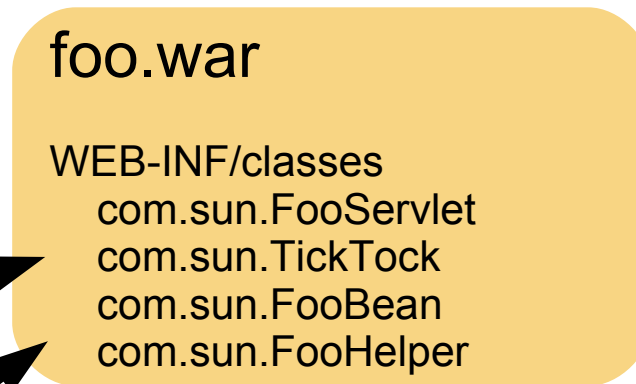 foo.war
WEB-INF/classes
com.sun.FooServlet
com.sun.TickTock
com.sun.FooBean
com.sun.FooHelper